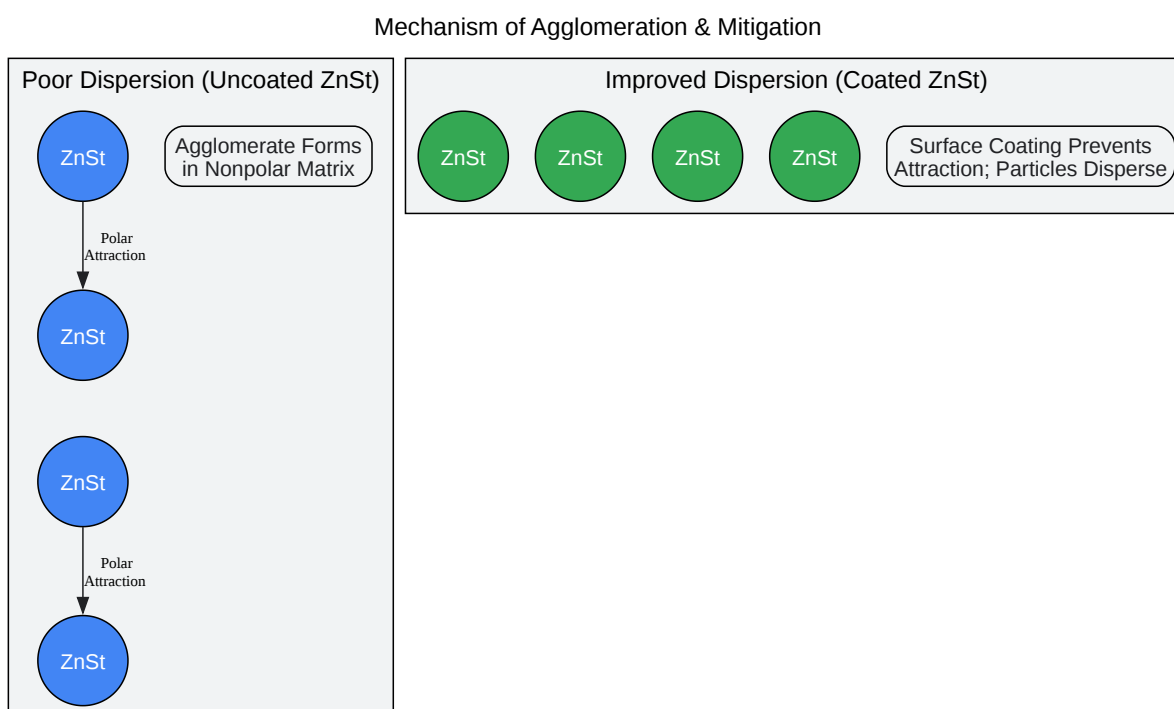 Mechanism of Agglomeration & Mitigation
Poor Dispersion (Uncoated ZnSt)
ZnSt
Agglomerate Forms
in Nonpolar Matrix
Polar
Attraction
ZnSt
ZnSt
Polar
Attraction
ZnSt
Improved Dispersion (Coated ZnSt)
ZnSt
ZnSt
ZnSt
ZnSt
Surface Coating Prevents
Attraction; Particles Disperse